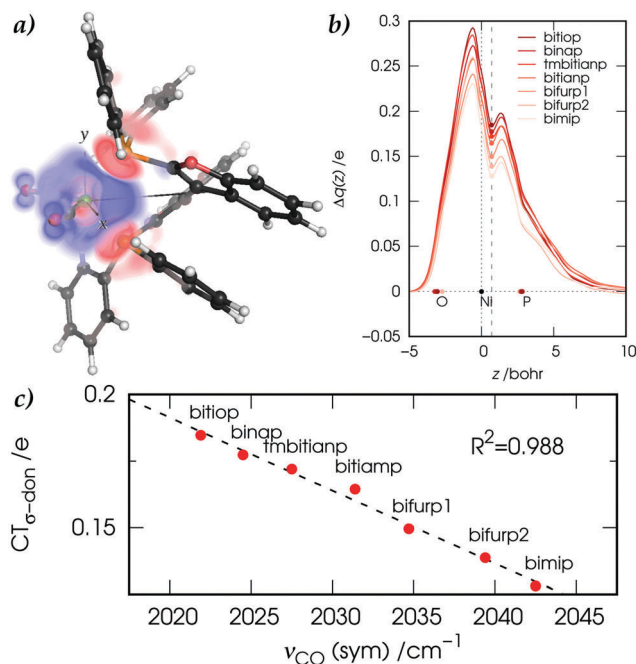 a)
y
x
b)
0.3
0.25
0.2
0.15
0.1
0.05
0
−0.05
Δq(z) /e
bitiop
binap
tmbitianp
bitianp
bifurp1
bifurp2
bimip
O Ni P
−5 0 5 10
z /bohr
c)
0.2
0.15
CT σ−don /e
bitiop
binap
tmbitianp
bitiamp
bifurp1
bifurp2
bimip
R²=0.988
2020 2025 2030 2035 2040 2045
νCO (sym) /cm⁻¹